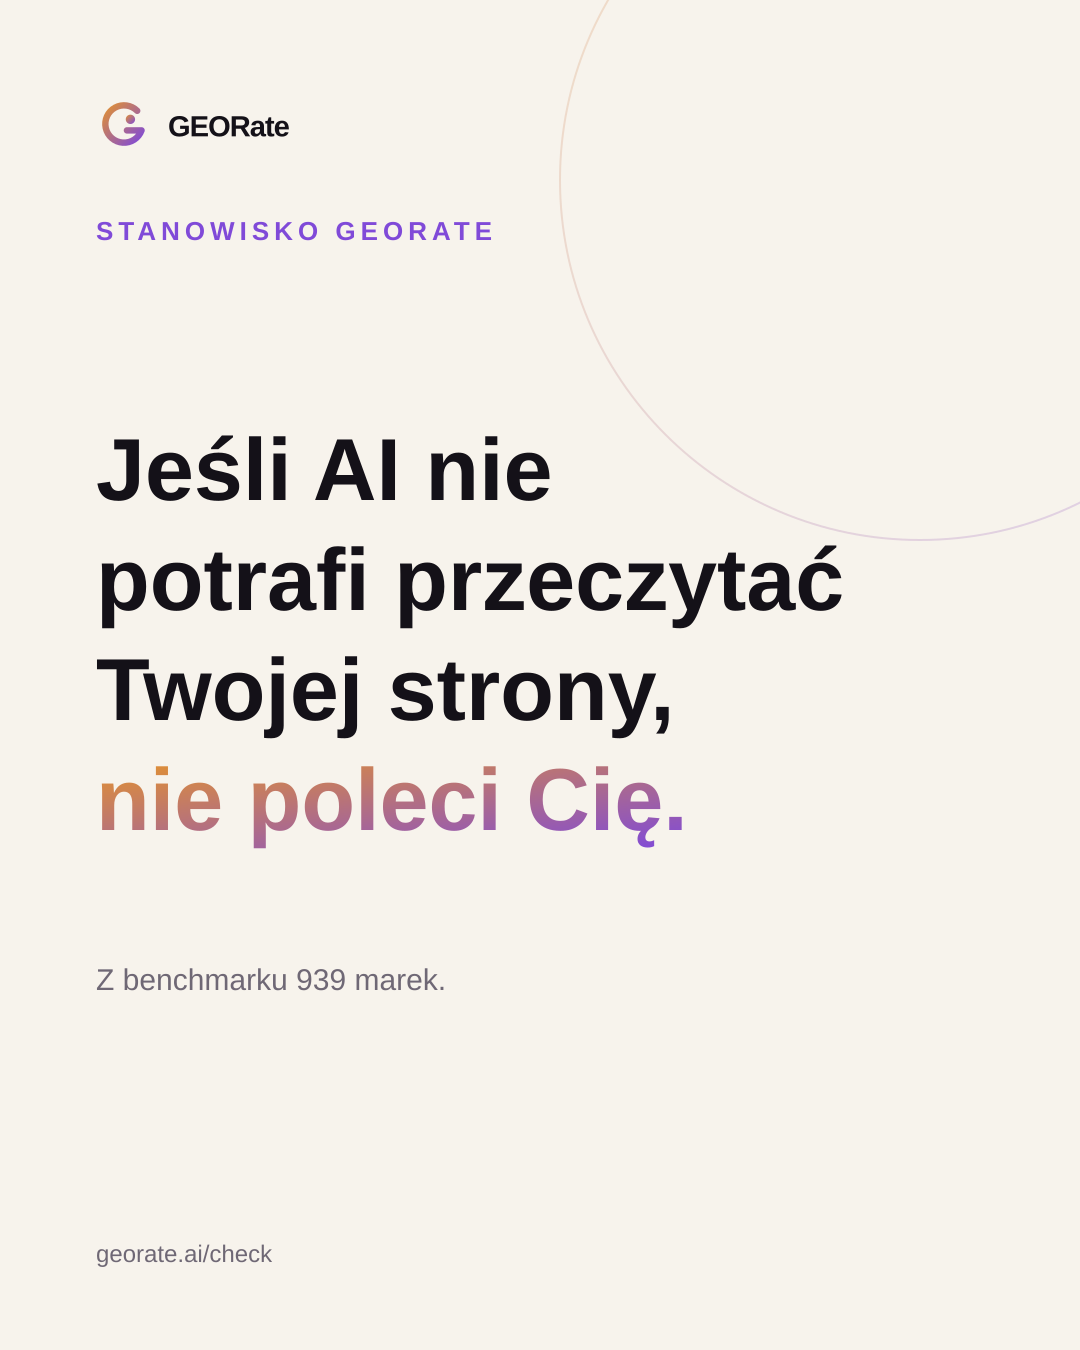 GEORate
STANOWISKO GEORATE
Jeśli AI nie
potrafi przeczytać
Twojej strony,
nie poleci Cię.
Z benchmarku 939 marek.
georate.ai/check